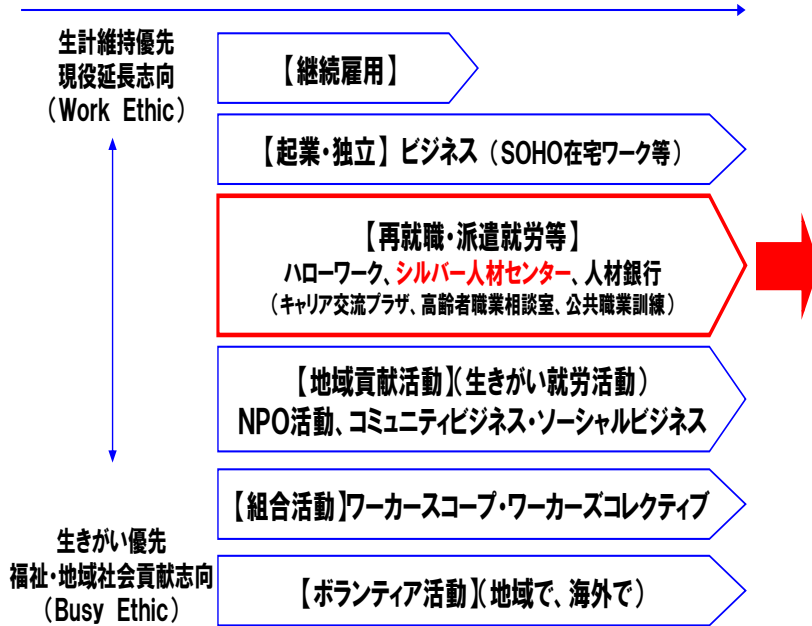 生計維持優先
現役延長志向
（Work Ethic）
【継続雇用】
【起業・独立】 ビジネス （SOHO在宅ワーク等）
【再就職・派遣就労等】
ハローワーク、シルバー人材センター、人材銀行
（キャリア交流プラザ、高齢者職業相談室、公共職業訓練）
【地域貢献活動】（生きがい就労活動）
NPO活動、コミュニティビジネス・ソーシャルビジネス
【組合活動】ワーカースコープ・ワーカーズコレクティブ
生きがい優先
福祉・地域社会貢献志向
（Busy Ethic）
【ボランティア活動】（地域で、海外で）